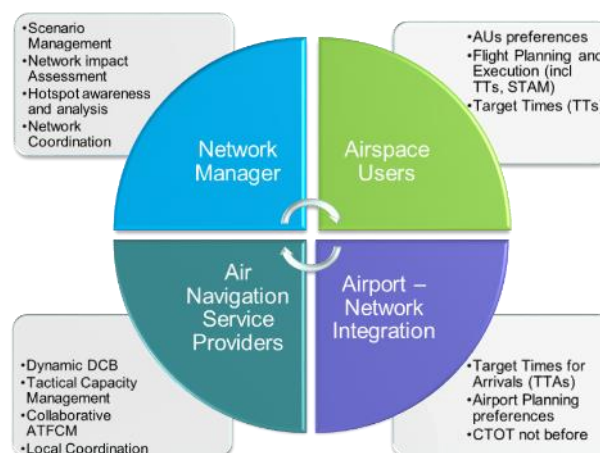 •Scenario
Management
•Network impact
Assessment
•Hotspot awareness
and analysis
•Network
Coordination
•AUs preferences
•Flight Planning and
Execution (incl
TTs, STAM)
•Target Times (TTs)
Network
Manager
Airspace
Users
Air
Navigation
Service
Providers
Airport –
Network
Integration
•Dynamic DCB
•Tactical Capacity
Management
•Collaborative
ATFCM
•Local Coordination
•Target Times for
Arrivals (TTAs)
•Airport Planning
preferences
•CTOT not before